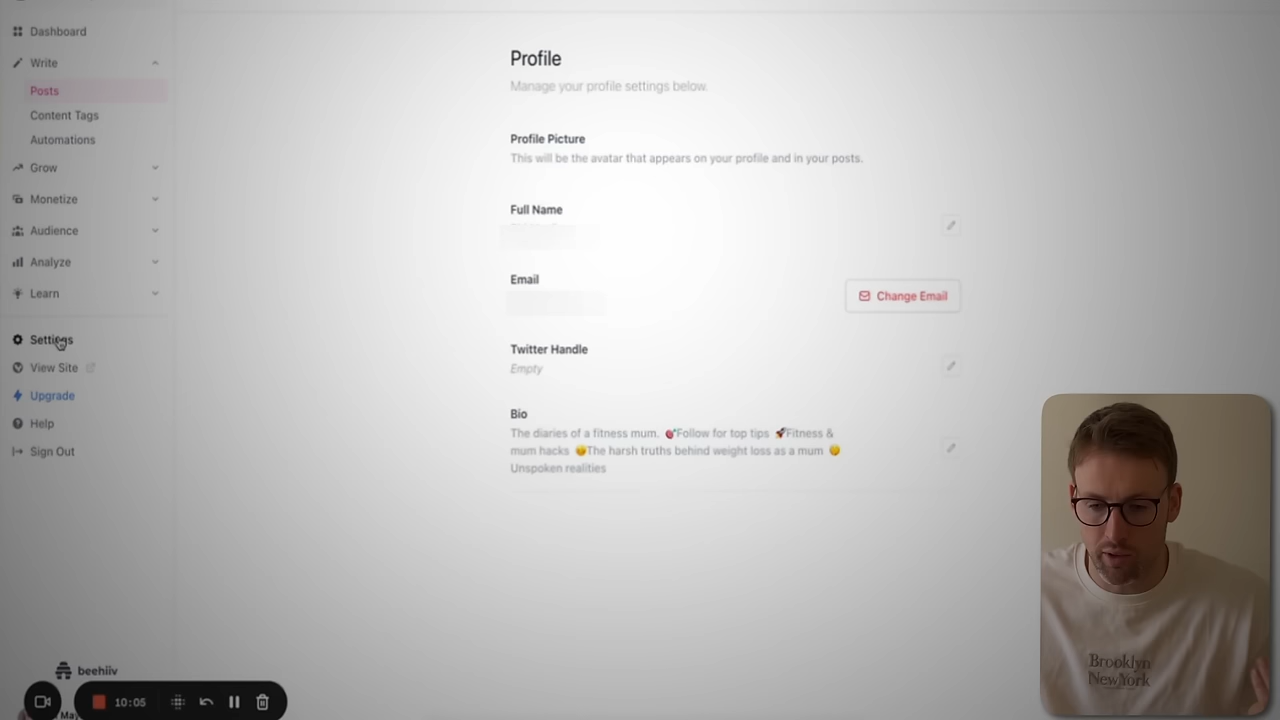 Dashboard
Write
Posts
Content Tags
Automations
Grow
Monetize
Audience
Analyze
Learn
Settings
View Site
Upgrade
Help
Sign Out
beehiiv
10:05
Profile
Manage your profile settings below.
Profile Picture
This will be the avatar that appears on your profile and in your posts.
Full Name
Email
Change Email
Twitter Handle
Empty
Bio
The diaries of a fitness mum. 🎯Follow for top tips 🚀Fitness &
mum hacks 😄The harsh truths behind weight loss as a mum 😊
Unspoken realities
Brooklyn
New York